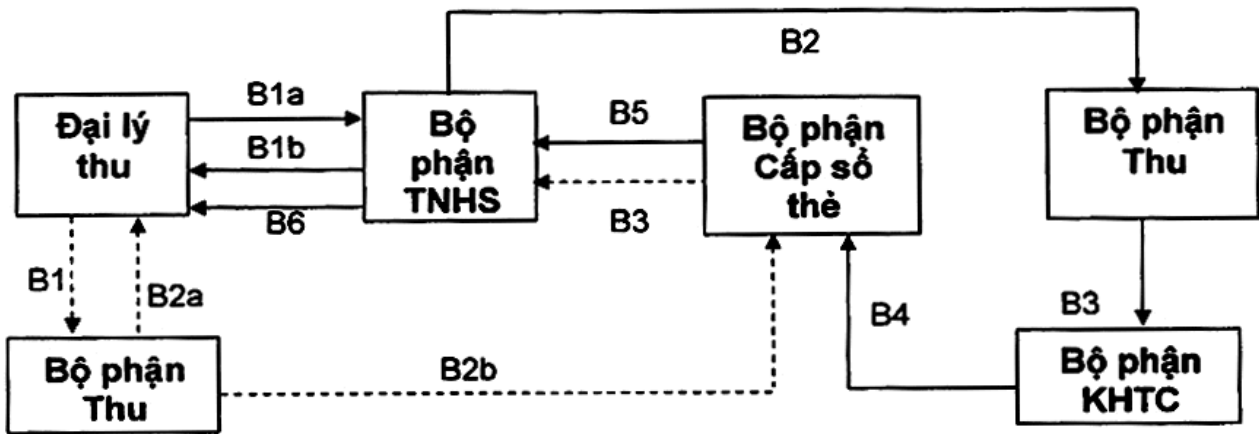 B2
Đại lý
thu
B1a
B1b
B6
Bộ
phận
TNHS
B5
B3
Bộ phận
Cấp sổ
thẻ
Bộ phận
Thu
B1
B2a
B4
B3
Bộ phận
Thu
B2b
Bộ phận
KHTC